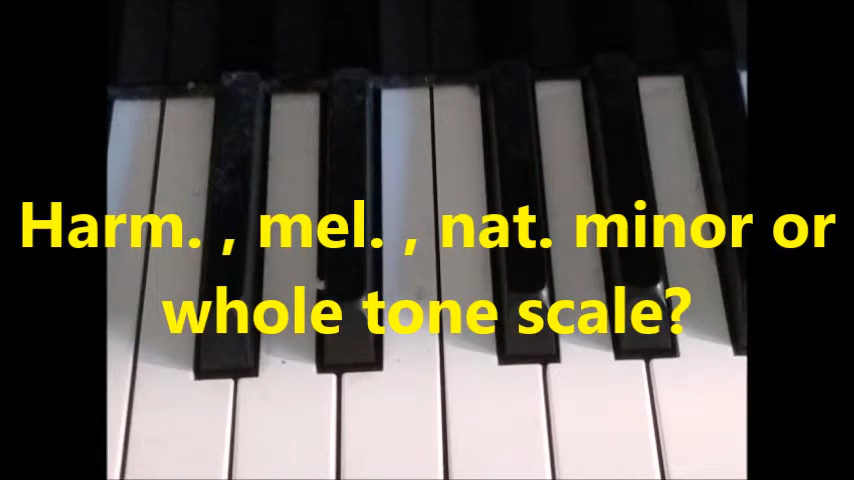 Harm. , mel. , nat. minor or
whole tone scale?